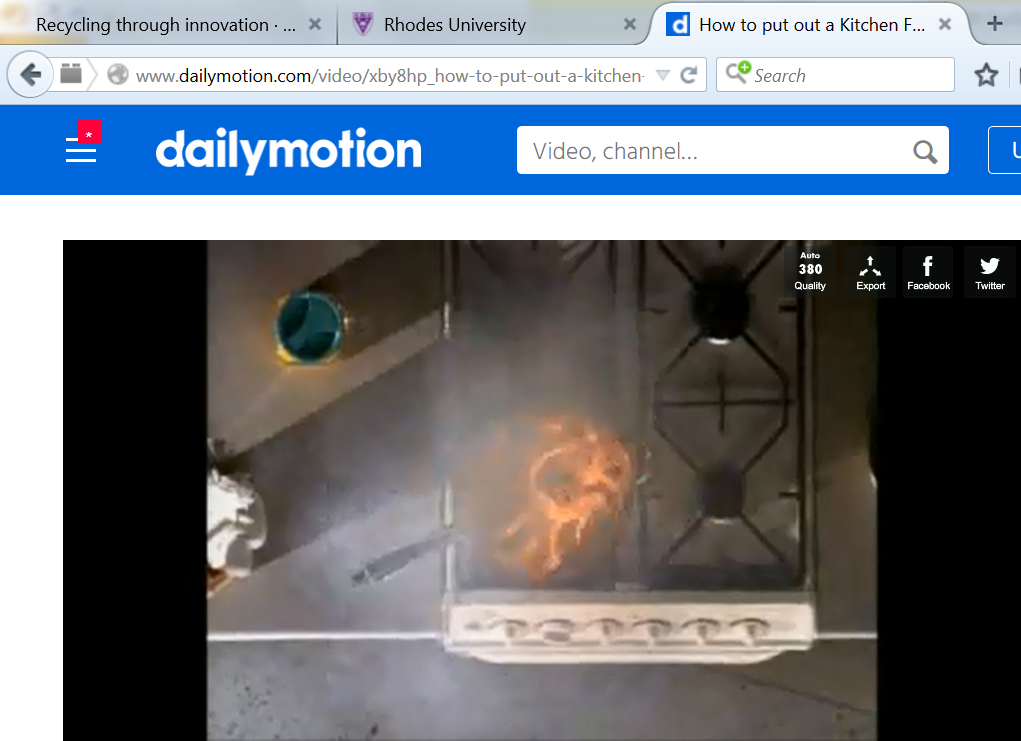 Recycling through innovation · ...
Rhodes University
How to put out a Kitchen F...
www.dailymotion.com/video/xby8hp_how-to-put-out-a-kitchen-
Search
*
dailymotion
Video, channel...
U
Auto
380
Quality
Export
Facebook
Twitter